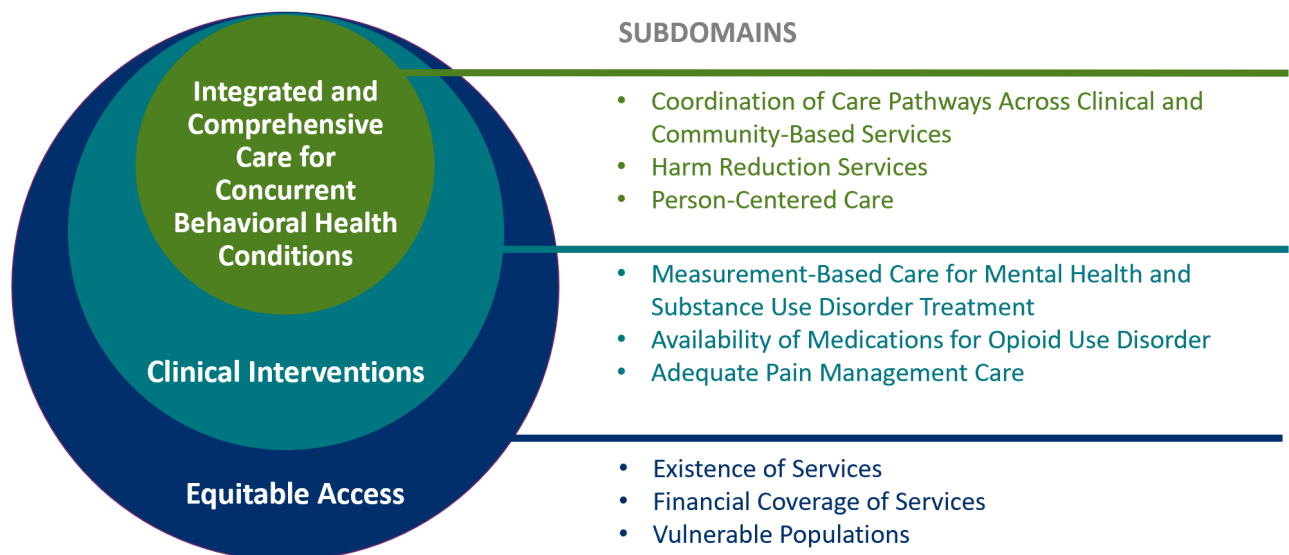 SUBDOMAINS
Integrated and
Comprehensive
Care for
Concurrent
Behavioral Health
Conditions
• Coordination of Care Pathways Across Clinical and
Community-Based Services
• Harm Reduction Services
• Person-Centered Care
Clinical Interventions
• Measurement-Based Care for Mental Health and
Substance Use Disorder Treatment
• Availability of Medications for Opioid Use Disorder
• Adequate Pain Management Care
Equitable Access
• Existence of Services
• Financial Coverage of Services
• Vulnerable Populations